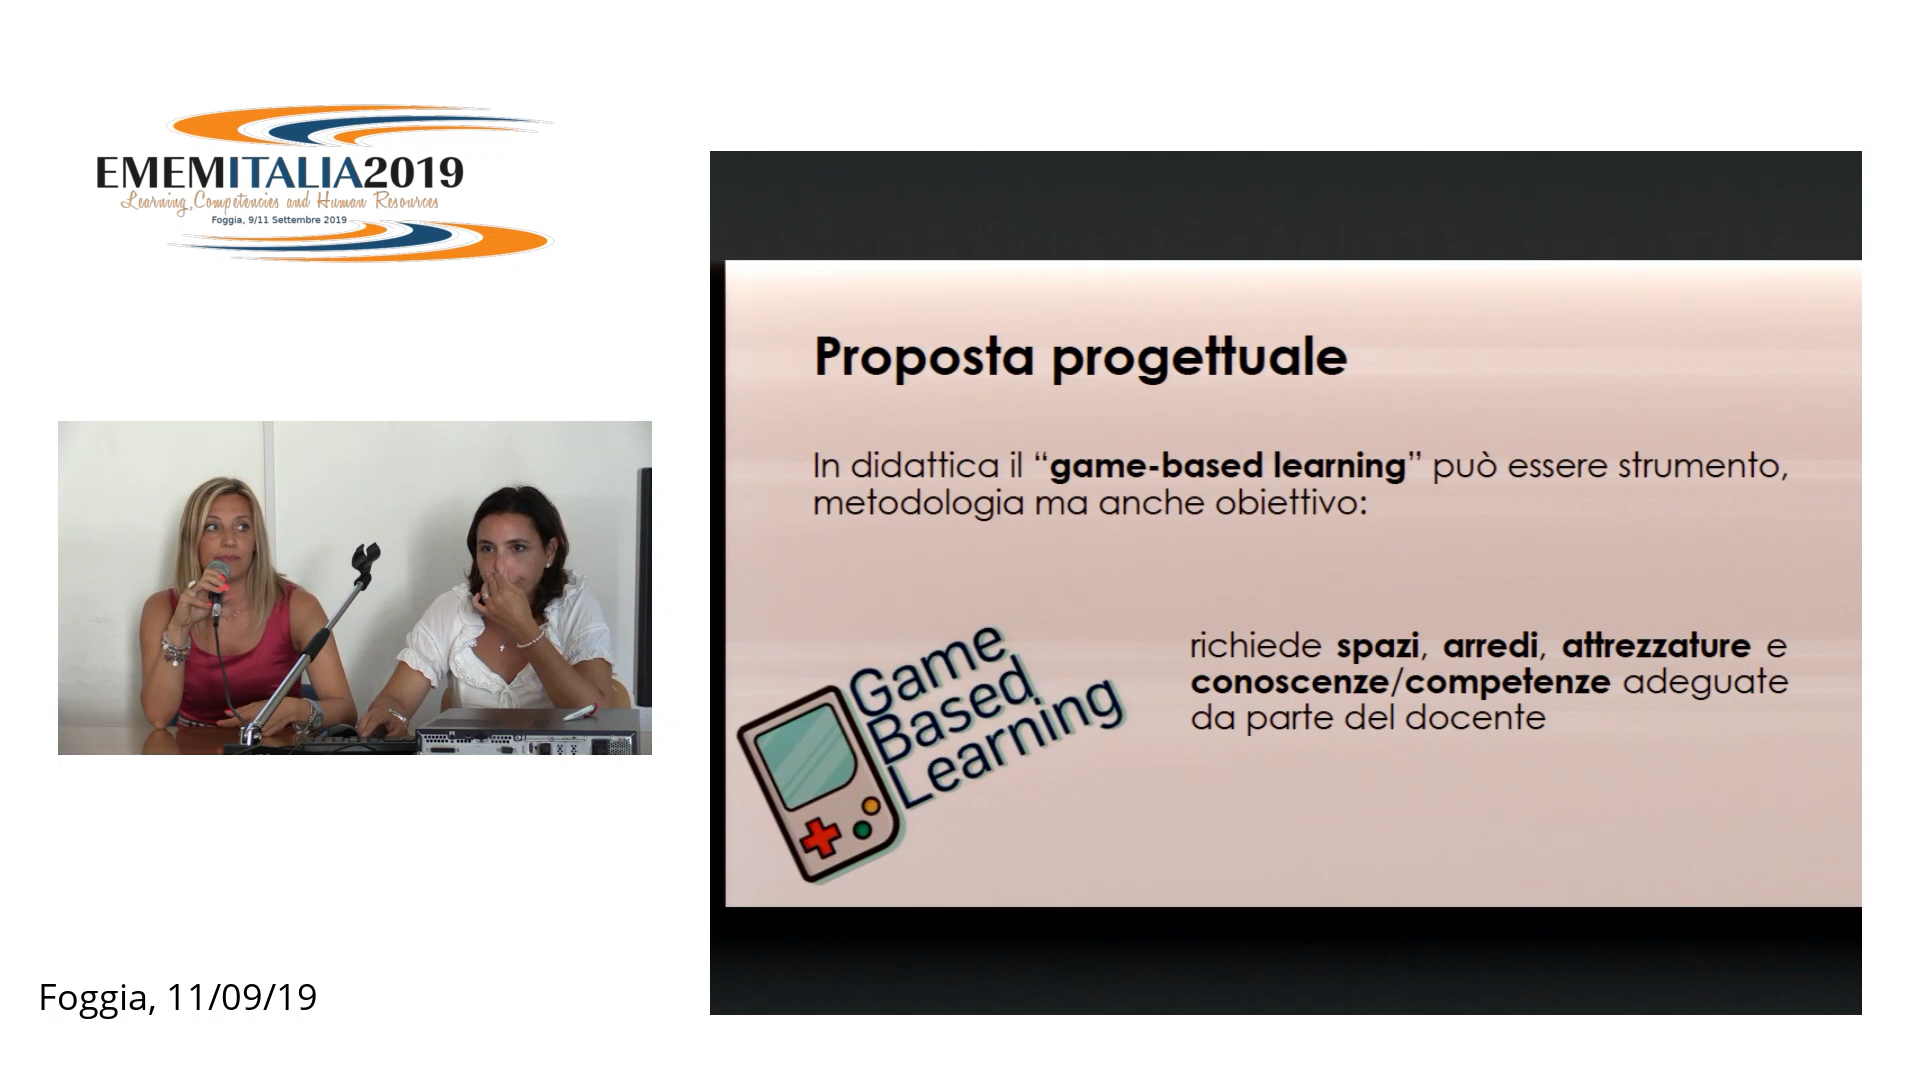 EMEMITALIA2019
Learning, Competencies and Human Resources
Foggia, 9/11 Settembre 2019
Proposta progettuale
In didattica il “game-based learning” può essere strumento,
metodologia ma anche obiettivo:
Game
Based
Learning
richiede spazi, arredi, attrezzature e
conoscenze/competenze adeguate
da parte del docente
Foggia, 11/09/19